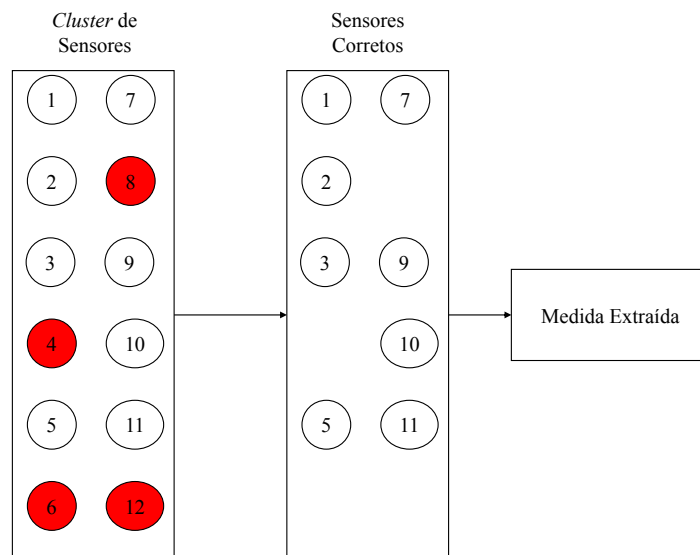 Cluster de
Sensores
Sensores
Corretos
1 7
2 8
3 9
4 10
5 11
6 12
1 7
2
3 9
10
5 11
Medida Extraída